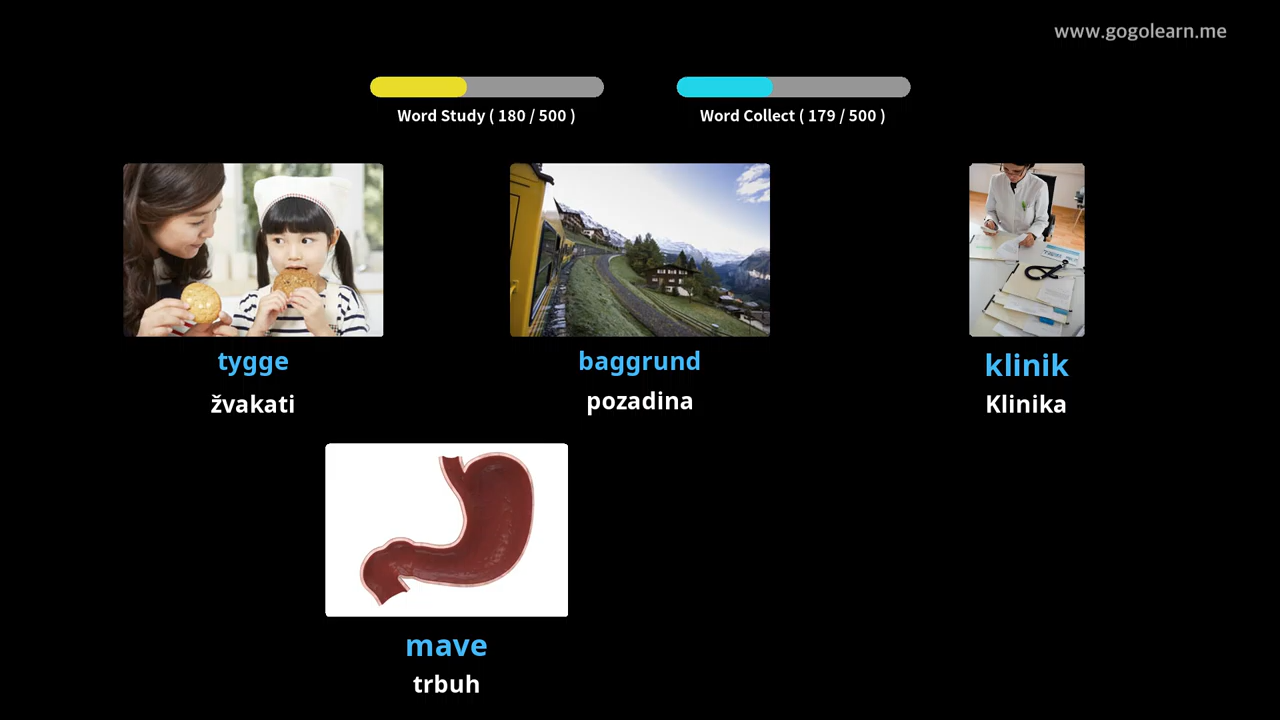 www.gogolearn.me
Word Study ( 180 / 500 )
Word Collect ( 179 / 500 )
tygge
baggrund
klinik
žvakati
pozadina
Klinika
mave
trbuh